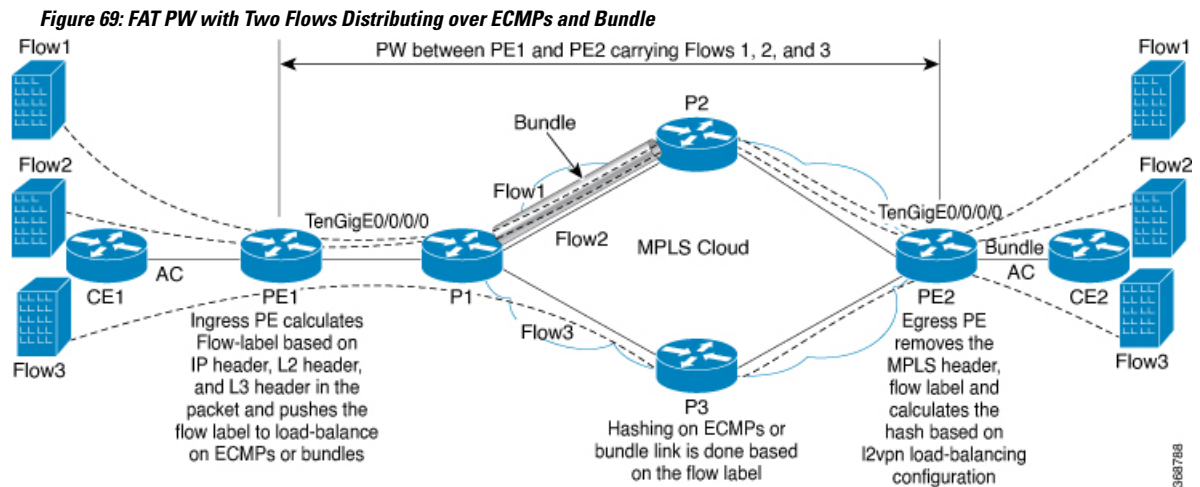 Figure 69: FAT PW with Two Flows Distributing over ECMPs and Bundle
Flow1
PW between PE1 and PE2 carrying Flows 1, 2, and 3
Flow1
P2
Bundle
Flow2
Flow1
Flow2
TenGigE0/0/0/0
Flow2
MPLS Cloud
TenGigE0/0/0/0
Bundle
AC
AC
CE1
PE1
P1
PE2
CE2
Flow3
Flow3
Flow3
Ingress PE calculates
Flow-label based on
IP header, L2 header,
and L3 header in the
packet and pushes the
flow label to load-balance
on ECMPs or bundles
P3
Hashing on ECMPs or
bundle link is done based
on the flow label
Egress PE
removes the
MPLS header,
flow label and
calculates the
hash based on
l2vpn load-balancing
configuration
368788